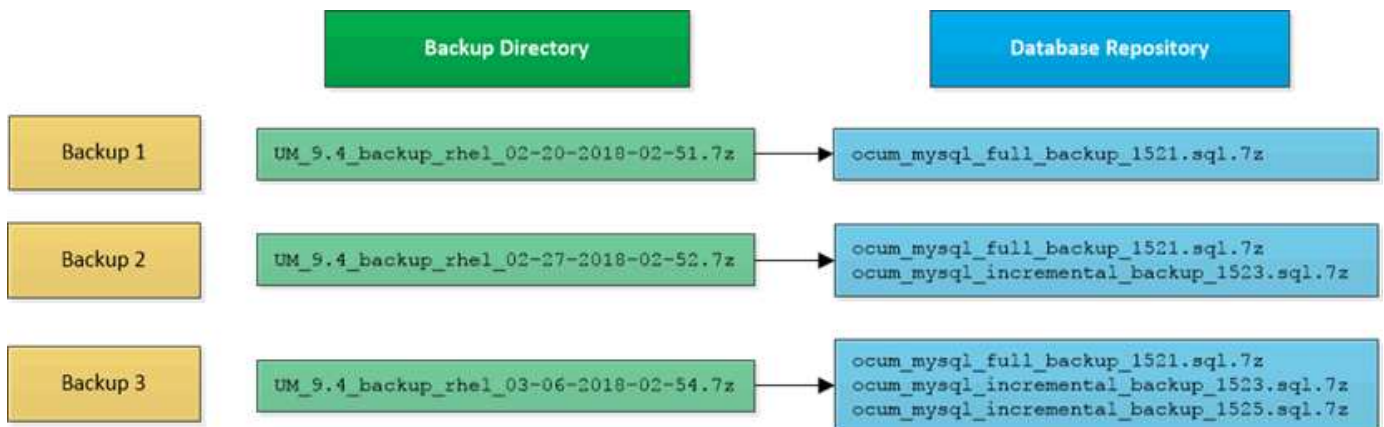 Backup Directory
Database Repository
Backup 1
UM_9.4_backup_rhel_02-20-2018-02-51.7z
ocum_mysql_full_backup_1521.sql.7z
Backup 2
UM_9.4_backup_rhel_02-27-2018-02-52.7z
ocum_mysql_full_backup_1521.sql.7z
ocum_mysql_incremental_backup_1523.sql.7z
Backup 3
UM_9.4_backup_rhel_03-06-2018-02-54.7z
ocum_mysql_full_backup_1521.sql.7z
ocum_mysql_incremental_backup_1523.sql.7z
ocum_mysql_incremental_backup_1525.sql.7z